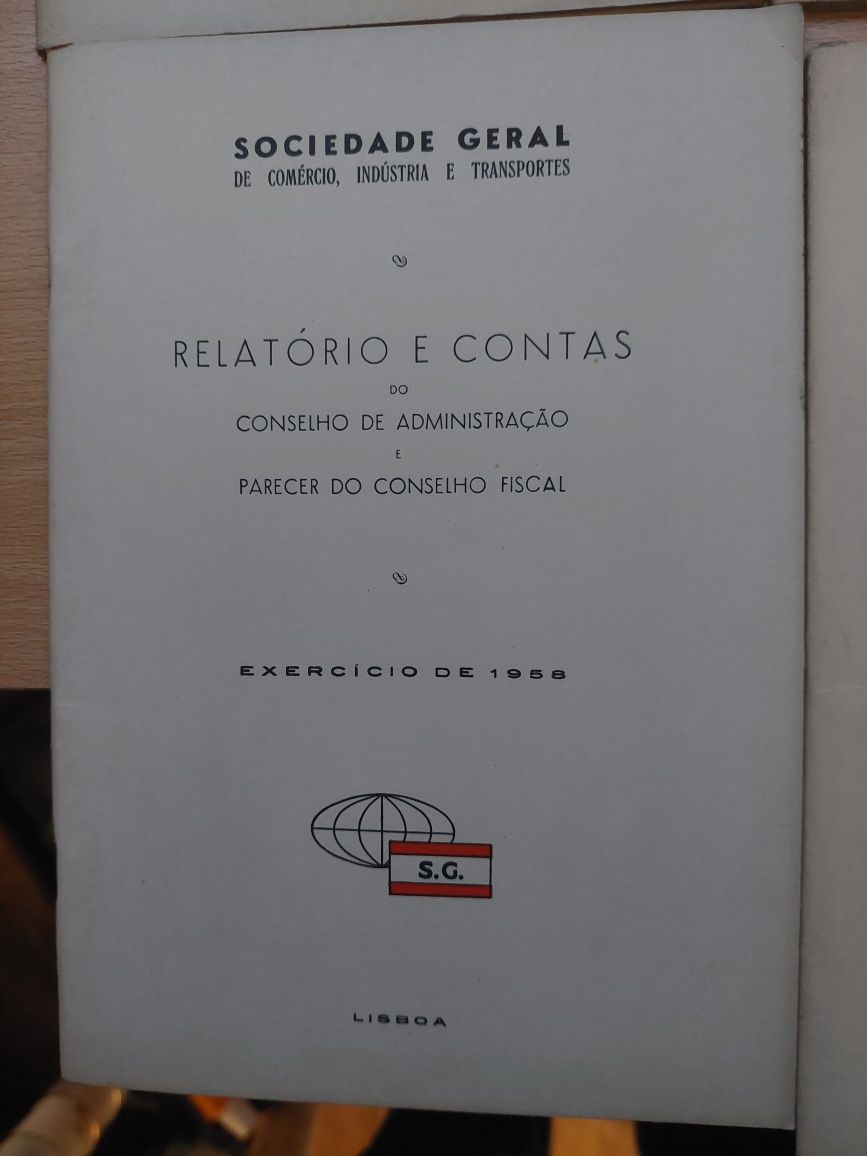 SOCIEDADE GERAL
DE COMÉRCIO, INDÚSTRIA E TRANSPORTES
RELATÓRIO E CONTAS
DO
CONSELHO DE ADMINISTRAÇÃO
E
PARECER DO CONSELHO FISCAL
EXERCÍCIO DE 1958
S.G.
LISBOA